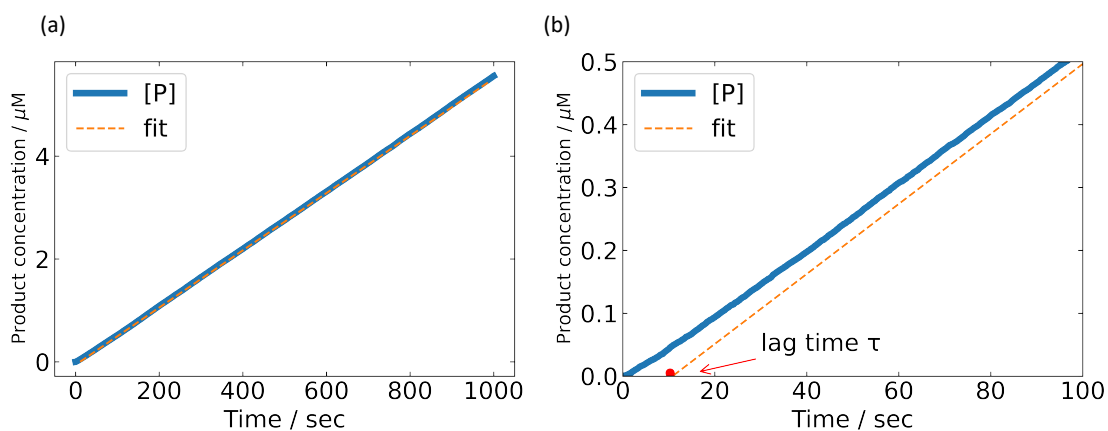 (a)
Product concentration / μM
4
2
0
[P]
fit
0 200 400 600 800 1000
Time / sec
(b)
Product concentration / μM
0.5
0.4
0.3
0.2
0.1
0.0
[P]
fit
lag time τ
0 20 40 60 80 100
Time / sec